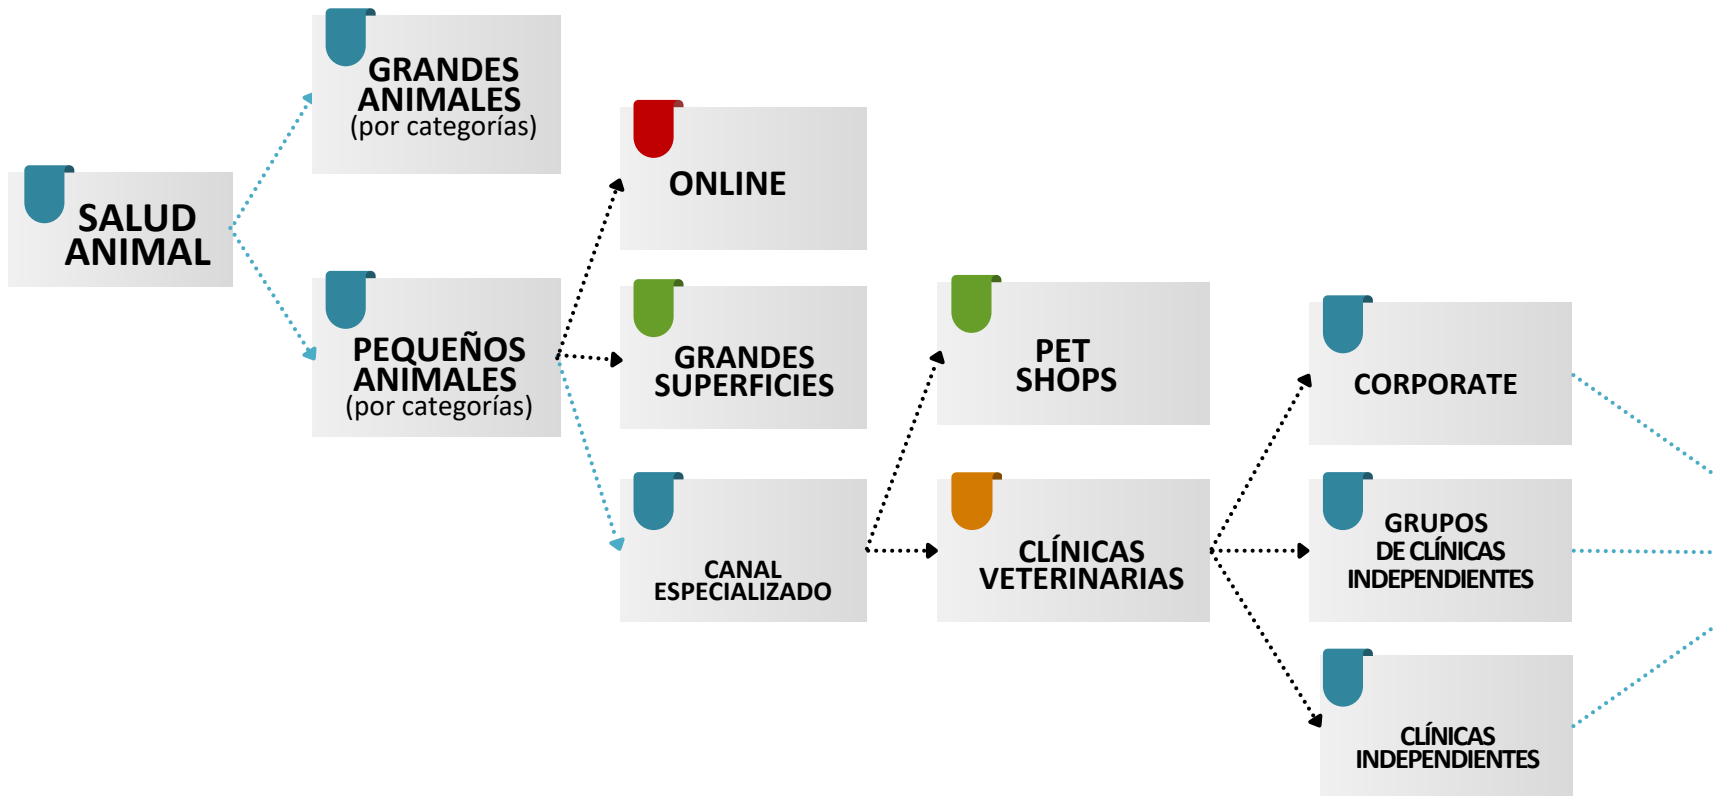 SALUD
ANIMAL
GRANDES
ANIMALES
(por categorías)
PEQUEÑOS
ANIMALES
(por categorías)
ONLINE
GRANDES
SUPERFICIES
CANAL
ESPECIALIZADO
PET
SHOPS
CLÍNICAS
VETERINARIAS
CORPORATE
GRUPOS
DE CLÍNICAS
INDEPENDIENTES
CLÍNICAS
INDEPENDIENTES